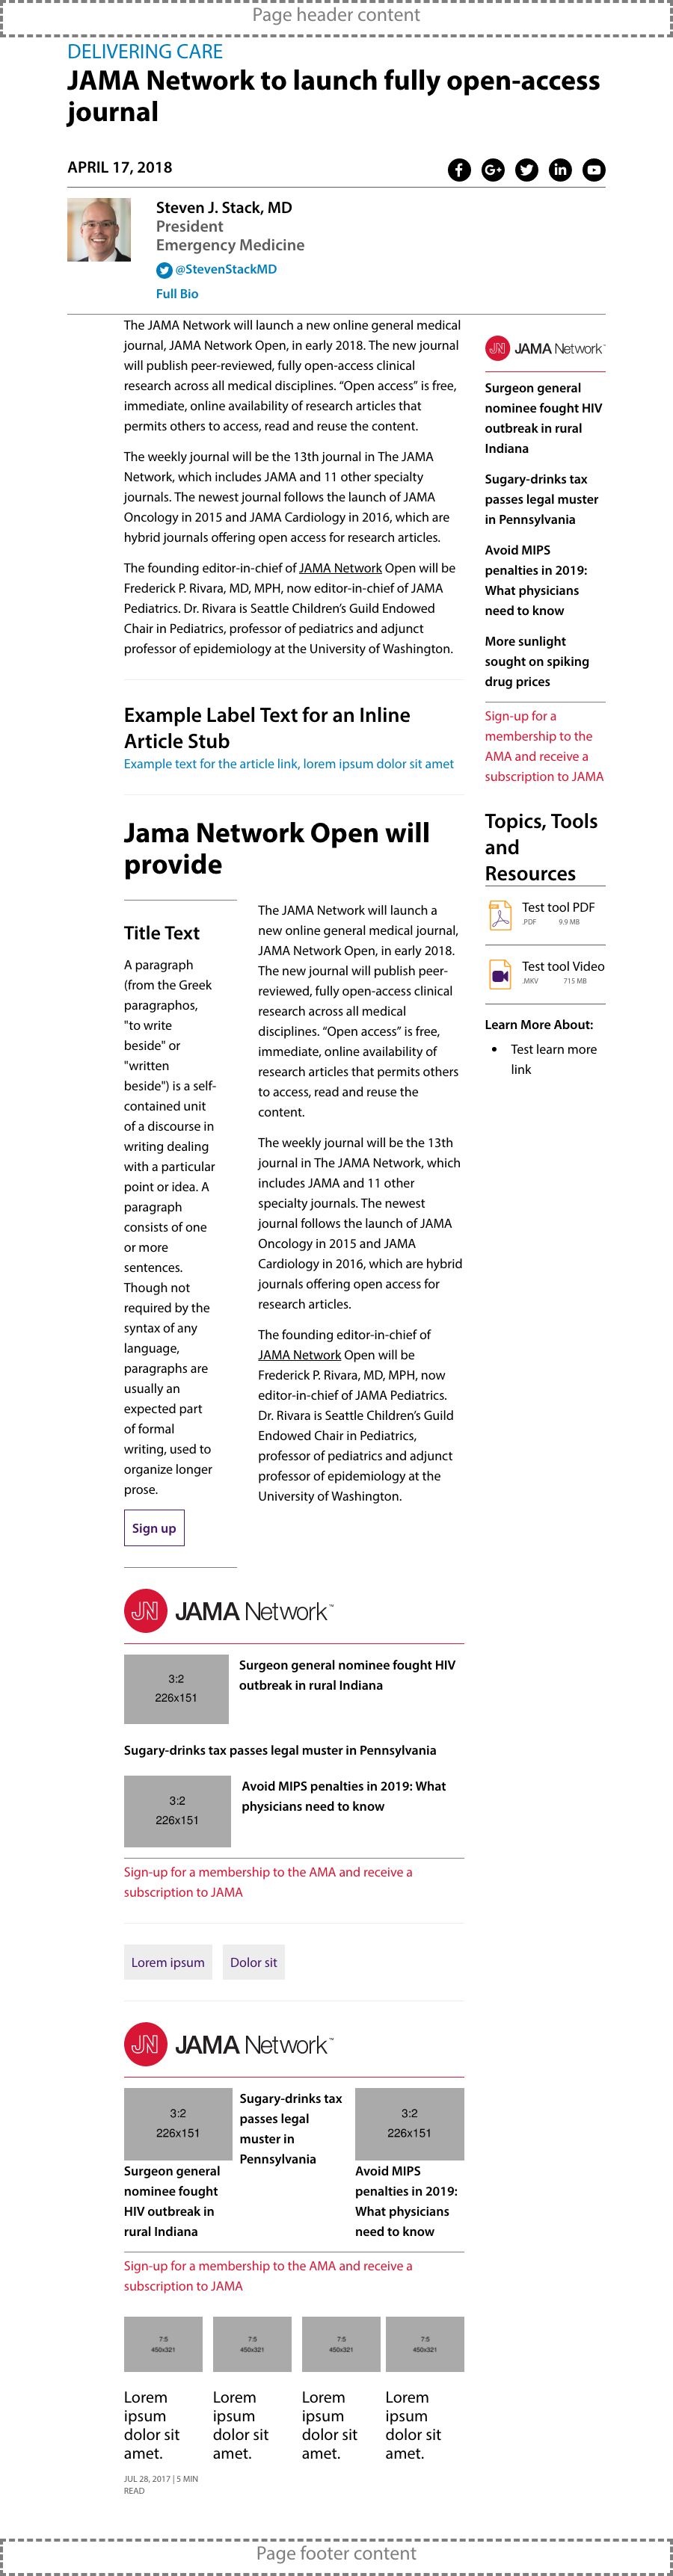 Page header content
DELIVERING CARE
JAMA Network to launch fully open-access
journal
APRIL 17, 2018
Steven J. Stack, MD
President
Emergency Medicine
@StevenStackMD
Full Bio
The JAMA Network will launch a new online general medical
journal, JAMA Network Open, in early 2018. The new journal
will publish peer-reviewed, fully open-access clinical
research across all medical disciplines. “Open access” is free,
immediate, online availability of research articles that
permits others to access, read and reuse the content.
The weekly journal will be the 13th journal in The JAMA
Network, which includes JAMA and 11 other specialty
journals. The newest journal follows the launch of JAMA
Oncology in 2015 and JAMA Cardiology in 2016, which are
hybrid journals offering open access for research articles.
The founding editor-in-chief of JAMA Network Open will be
Frederick P. Rivara, MD, MPH, now editor-in-chief of JAMA
Pediatrics. Dr. Rivara is Seattle Children’s Guild Endowed
Chair in Pediatrics, professor of pediatrics and adjunct
professor of epidemiology at the University of Washington.
Example Label Text for an Inline
Article Stub
Example text for the article link, lorem ipsum dolor sit amet
Jama Network Open will
provide
Title Text
A paragraph
(from the Greek
paragraphos,
"to write
beside" or
"written
beside") is a self-
contained unit
of a discourse in
writing dealing
with a particular
point or idea. A
paragraph
consists of one
or more
sentences.
Though not
required by the
syntax of any
language,
paragraphs are
usually an
expected part
of formal
writing, used to
organize longer
prose.
Sign up
The JAMA Network will launch a
new online general medical journal,
JAMA Network Open, in early 2018.
The new journal will publish peer-
reviewed, fully open-access clinical
research across all medical
disciplines. “Open access” is free,
immediate, online availability of
research articles that permits others
to access, read and reuse the
content.
The weekly journal will be the 13th
journal in The JAMA Network, which
includes JAMA and 11 other
specialty journals. The newest
journal follows the launch of JAMA
Oncology in 2015 and JAMA
Cardiology in 2016, which are hybrid
journals offering open access for
research articles.
The founding editor-in-chief of
JAMA Network Open will be
Frederick P. Rivara, MD, MPH, now
editor-in-chief of JAMA Pediatrics.
Dr. Rivara is Seattle Children’s Guild
Endowed Chair in Pediatrics,
professor of pediatrics and adjunct
professor of epidemiology at the
University of Washington.
JN JAMA Network™
3:2
226x151
Surgeon general nominee fought HIV
outbreak in rural Indiana
Sugary-drinks tax passes legal muster in Pennsylvania
3:2
226x151
Avoid MIPS penalties in 2019: What
physicians need to know
Sign-up for a membership to the AMA and receive a
subscription to JAMA
Lorem ipsum
Dolor sit
JN JAMA Network™
3:2
226x151
Surgeon general
nominee fought
HIV outbreak in
rural Indiana
Sugary-drinks tax
passes legal
muster in
Pennsylvania
3:2
226x151
Avoid MIPS
penalties in 2019:
What physicians
need to know
Sign-up for a membership to the AMA and receive a
subscription to JAMA
7:5
450x321
Lorem
ipsum
dolor sit
amet.
JUL 28, 2017 | 5 MIN
READ
7:5
450x321
Lorem
ipsum
dolor sit
amet.
7:5
450x321
Lorem
ipsum
dolor sit
amet.
7:5
450x321
Lorem
ipsum
dolor sit
amet.
JN JAMA Network™
Surgeon general
nominee fought HIV
outbreak in rural
Indiana
Sugary-drinks tax
passes legal muster
in Pennsylvania
Avoid MIPS
penalties in 2019:
What physicians
need to know
More sunlight
sought on spiking
drug prices
Sign-up for a
membership to the
AMA and receive a
subscription to JAMA
Topics, Tools
and
Resources
Test tool PDF
.PDF 9.9 MB
Test tool Video
.MKV 715 MB
Learn More About:
• Test learn more
link
Page footer content